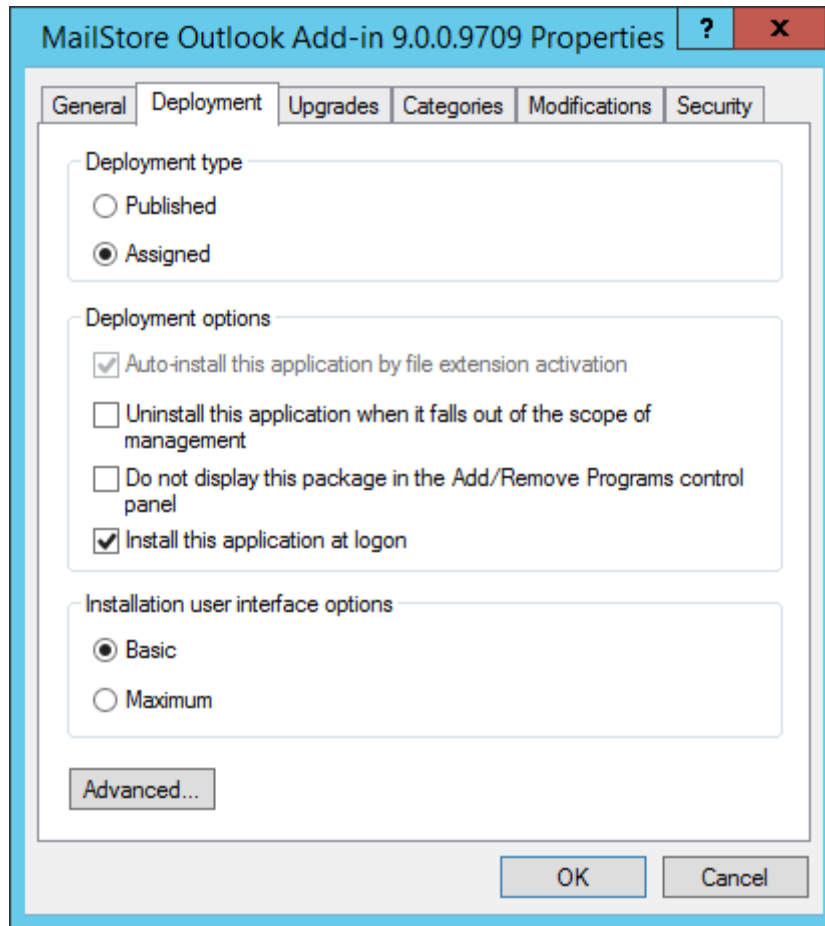 MailStore Outlook Add-in 9.0.0.9709 Properties ? x
General Deployment Upgrades Categories Modifications Security
Deployment type
Published
Assigned
Deployment options
Auto-install this application by file extension activation
Uninstall this application when it falls out of the scope of
management
Do not display this package in the Add/Remove Programs control
panel
Install this application at logon
Installation user interface options
Basic
Maximum
Advanced...
OK Cancel